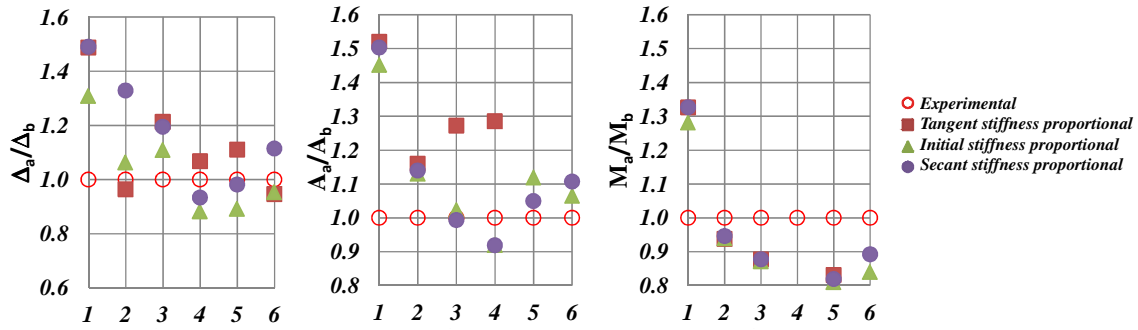 Δa/Δb
1.6
1.4
1.2
1.0
0.8
0.6
1 2 3 4 5 6
Aa/Ab
1.6
1.5
1.4
1.3
1.2
1.1
1.0
0.9
0.8
1 2 3 4 5 6
Ma/Mb
1.6
1.5
1.4
1.3
1.2
1.1
1.0
0.9
0.8
1 2 3 4 5 6
Experimental
Tangent stiffness proportional
Initial stiffness proportional
Secant stiffness proportional